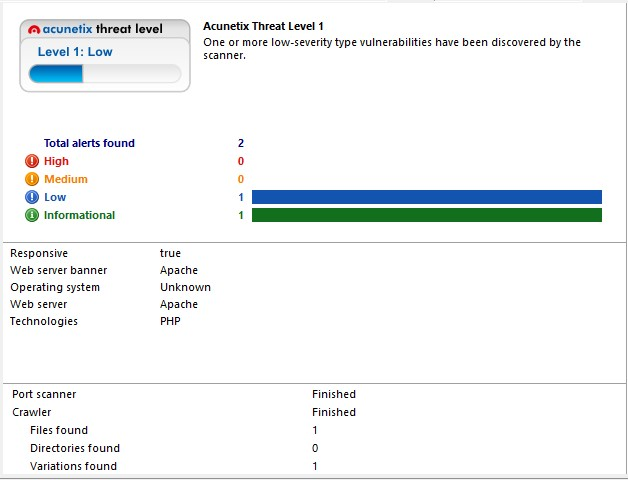 acunetix threat level
Level 1: Low
Acunetix Threat Level 1
One or more low-severity type vulnerabilities have been discovered by the
scanner.
Total alerts found 2
High 0
Medium 0
Low 1
Informational 1
Responsive true
Web server banner Apache
Operating system Unknown
Web server Apache
Technologies PHP
Port scanner Finished
Crawler Finished
Files found 1
Directories found 0
Variations found 1